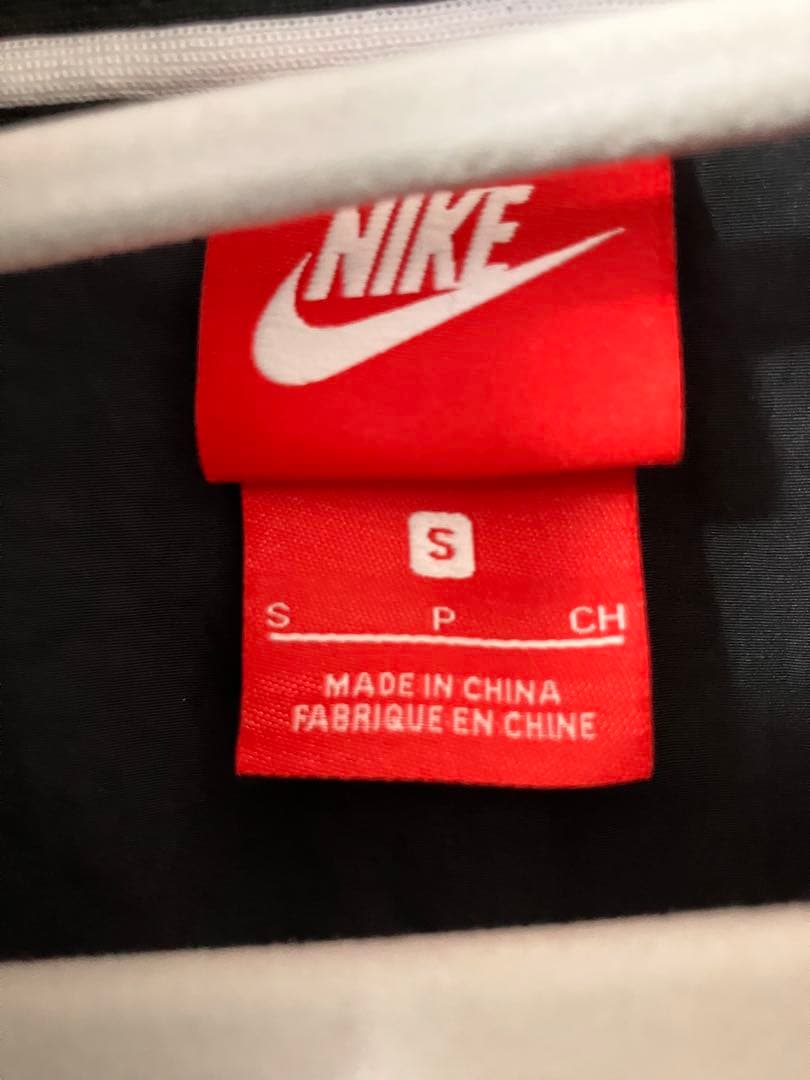 NIKE
S
S P CH
MADE IN CHINA
FABRIQUE EN CHINE